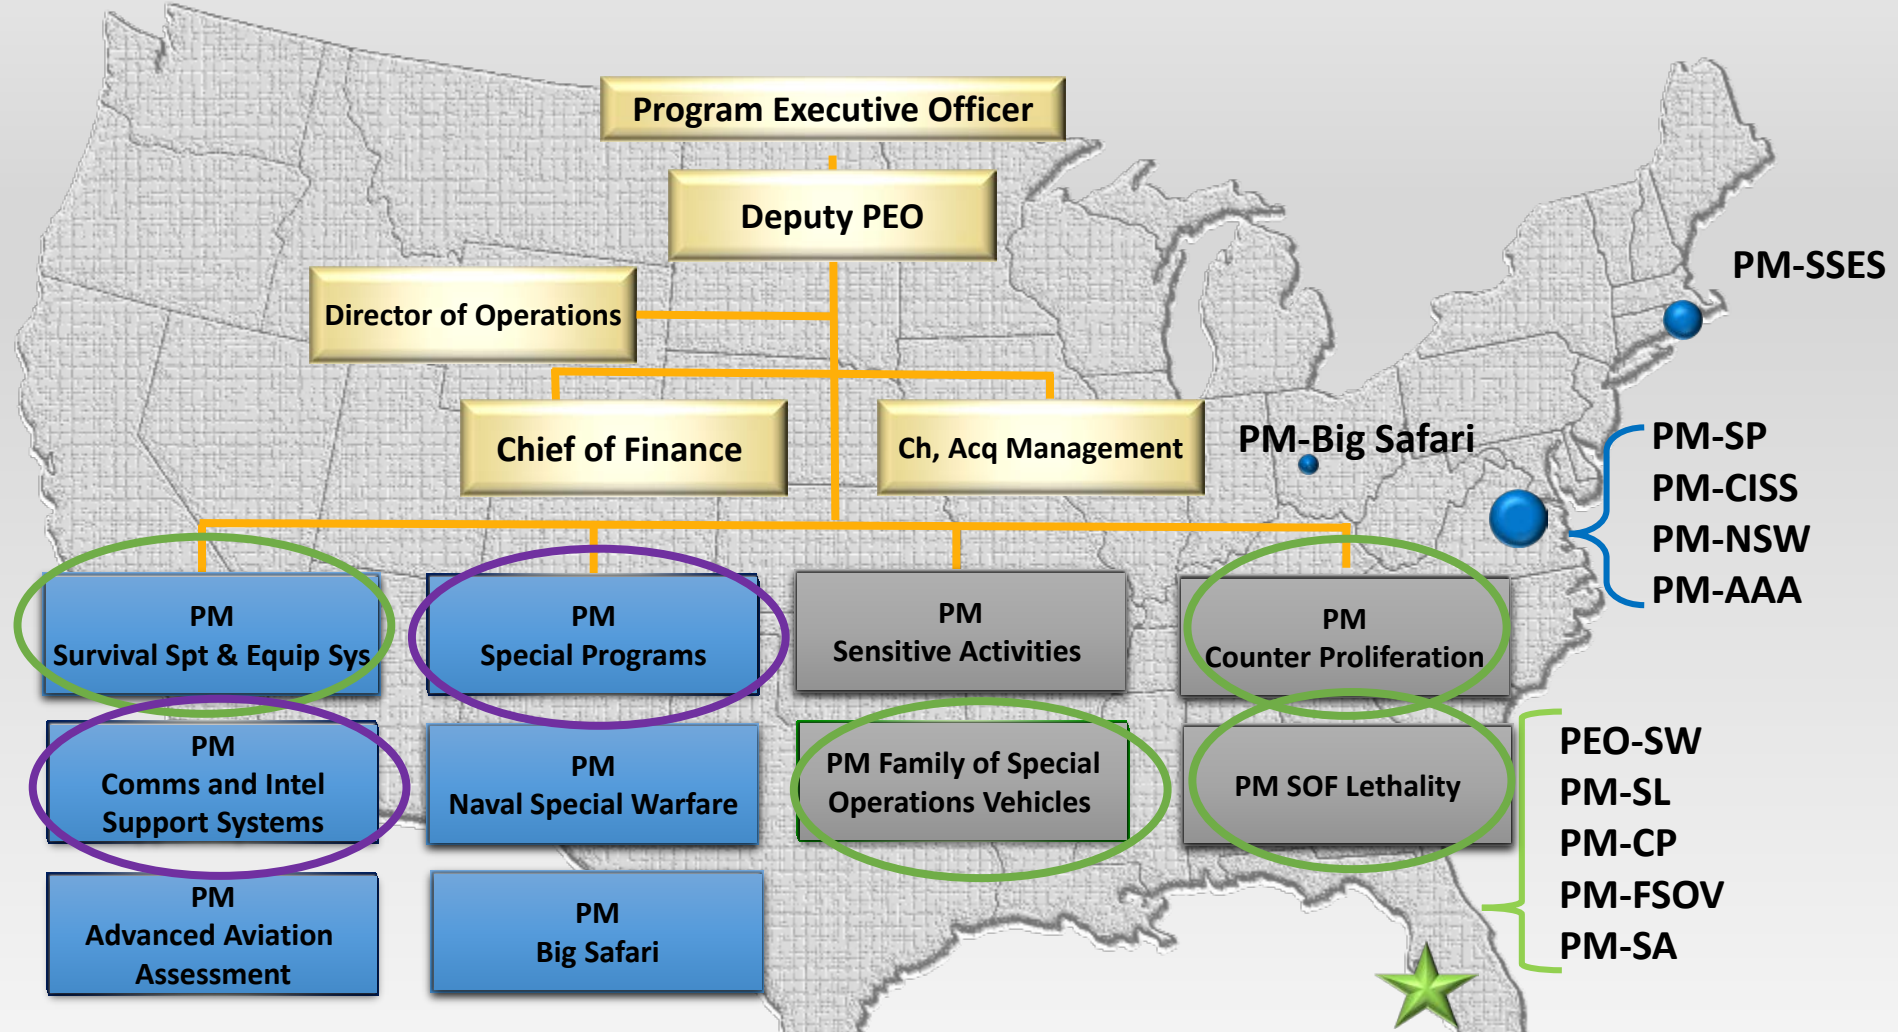 Program Executive Officer
Deputy PEO
Director of Operations
Chief of Finance
Ch, Acq Management
PM-SSES
PM-Big Safari
PM-SP
PM-CISS
PM-NSW
PM-AAA
PM
Survival Spt & Equip Sys
PM
Special Programs
PM
Sensitive Activities
PM
Counter Proliferation
PM
Comms and Intel
Support Systems
PM
Naval Special Warfare
PM Family of Special
Operations Vehicles
PM SOF Lethality
PM
Advanced Aviation
Assessment
PM
Big Safari
PEO-SW
PM-SL
PM-CP
PM-FSOV
PM-SA